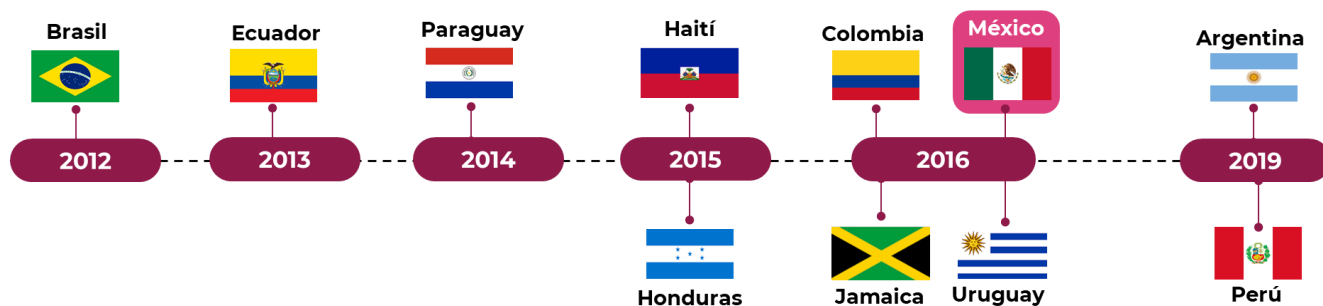 Brasil
Ecuador
Paraguay
Haití
Colombia
México
Argentina
2012
2013
2014
2015
2016
2019
Honduras
Jamaica
Uruguay
Perú